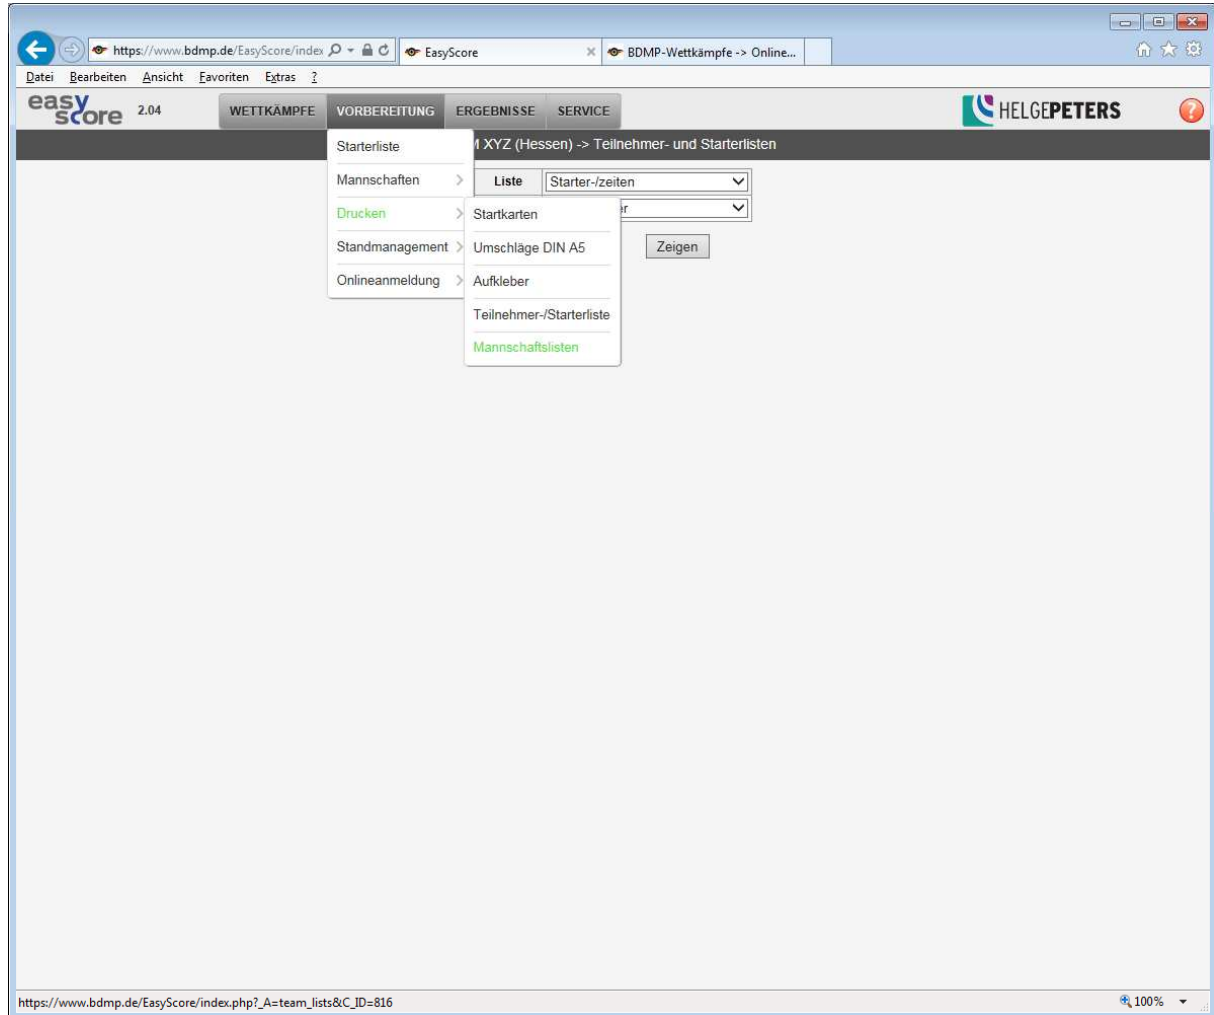 https://www.bdmp.de/EasyScore/index
EasyScore
BDMP-Wettkämpfe -> Online...
Datei Bearbeiten Ansicht Favoriten Extras ?
easy score 2.04 WETTKÄMPFE VORBEREITUNG ERGEBNISSE SERVICE HELGEPETERS ?
XYZ (Hessen) -> Teilnehmer- und Starterlisten
Starterliste
Liste Starter-/zeiten
Mannschaften
er
Drucken
Startkarten
Standmanagement
Umschläge DIN A5
Zeigen
Onlineanmeldung
Aufkleber
Teilnehmer-/Starterliste
Mannschaftslisten
https://www.bdmp.de/EasyScore/index.php?_A=team_lists&C_ID=816
100%